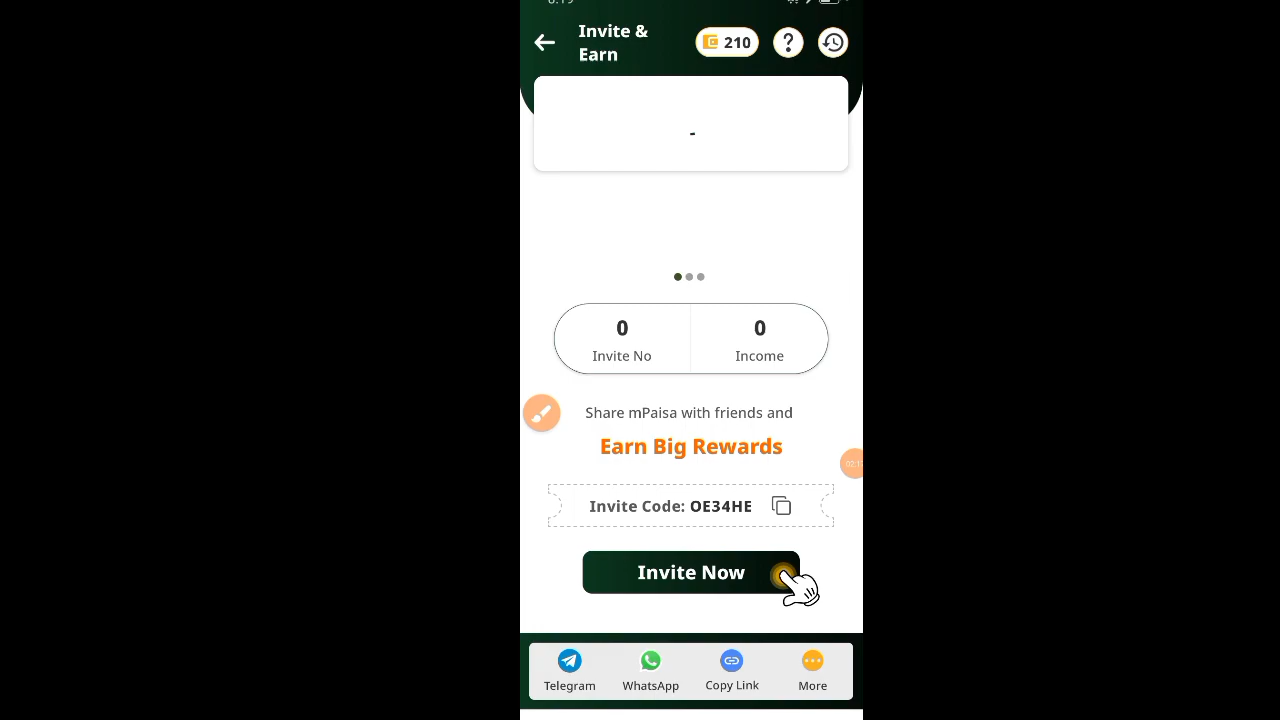 Invite &
Earn
210
-
0
0
Invite No
Income
Share mPaisa with friends and
Earn Big Rewards
Invite Code: OE34HE
Invite Now
Telegram
WhatsApp
Copy Link
More